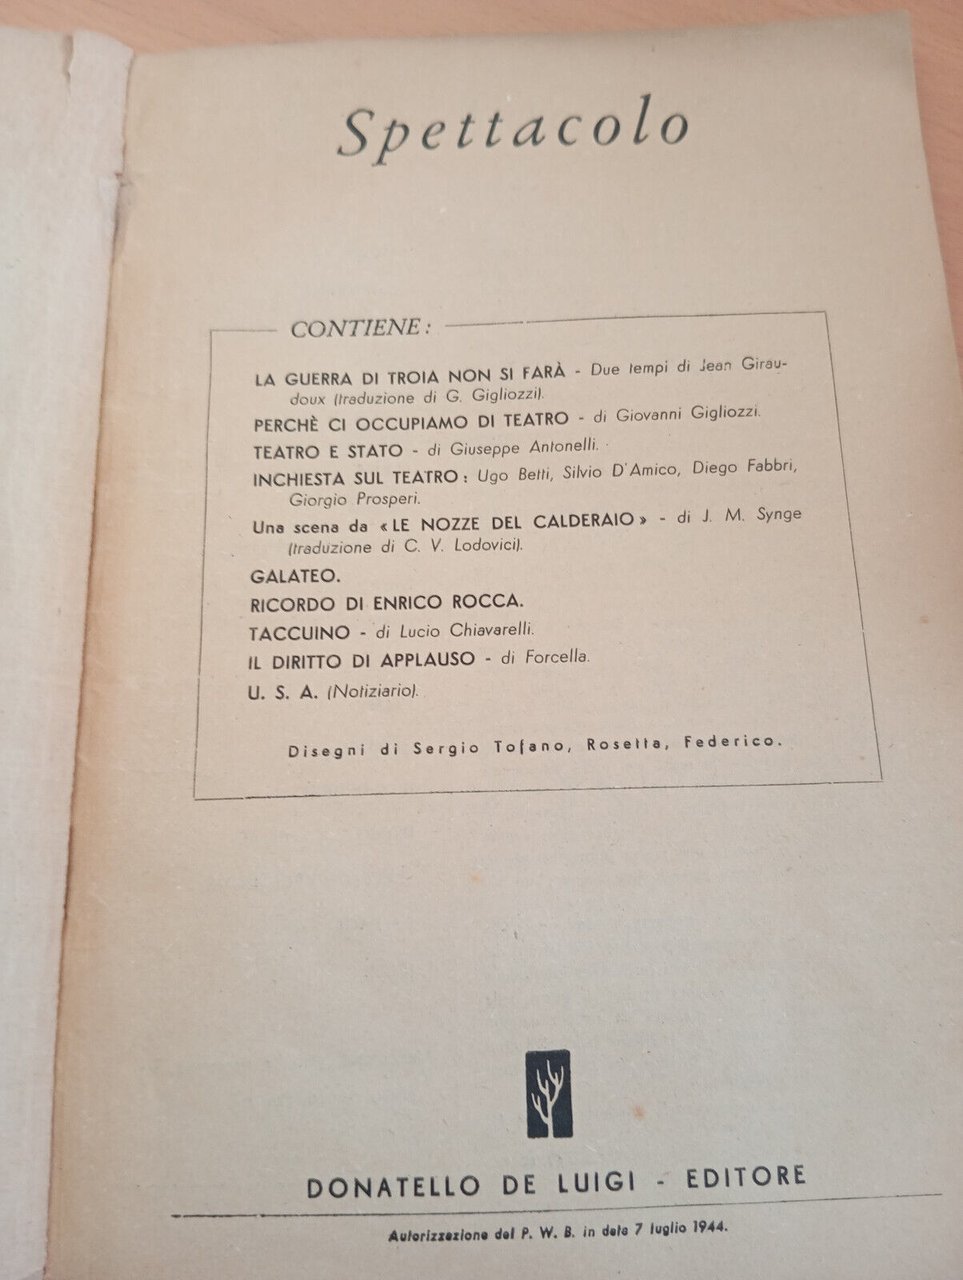 Spettacolo
CONTIENE:
LA GUERRA DI TROIA NON SI FARÀ - Due tempi di Jean Girau-
doux (traduzione di G. Gigliozzi).
PERCHÈ CI OCCUPIAMO DI TEATRO - di Giovanni Gigliozzi.
TEATRO E STATO - di Giuseppe Antonelli.
INCHIESTA SUL TEATRO: Ugo Betti, Silvio D'Amico, Diego Fabbri,
Giorgio Prosperi.
Una scena da «LE NOZZE DEL CALDERAIO» - di J. M. Synge
(traduzione di C. V. Lodovici).
GALATEO.
RICORDO DI ENRICO ROCCA.
TACCUINO - di Lucio Chiavarelli.
IL DIRITTO DI APPLAUSO - di Forcella.
U. S. A. (Notiziario).
Disegni di Sergio Tofano, Rosetta, Federico.
DONATELLO DE LUIGI - EDITORE
Autorizzazione del P. W. B. in data 7 luglio 1944.